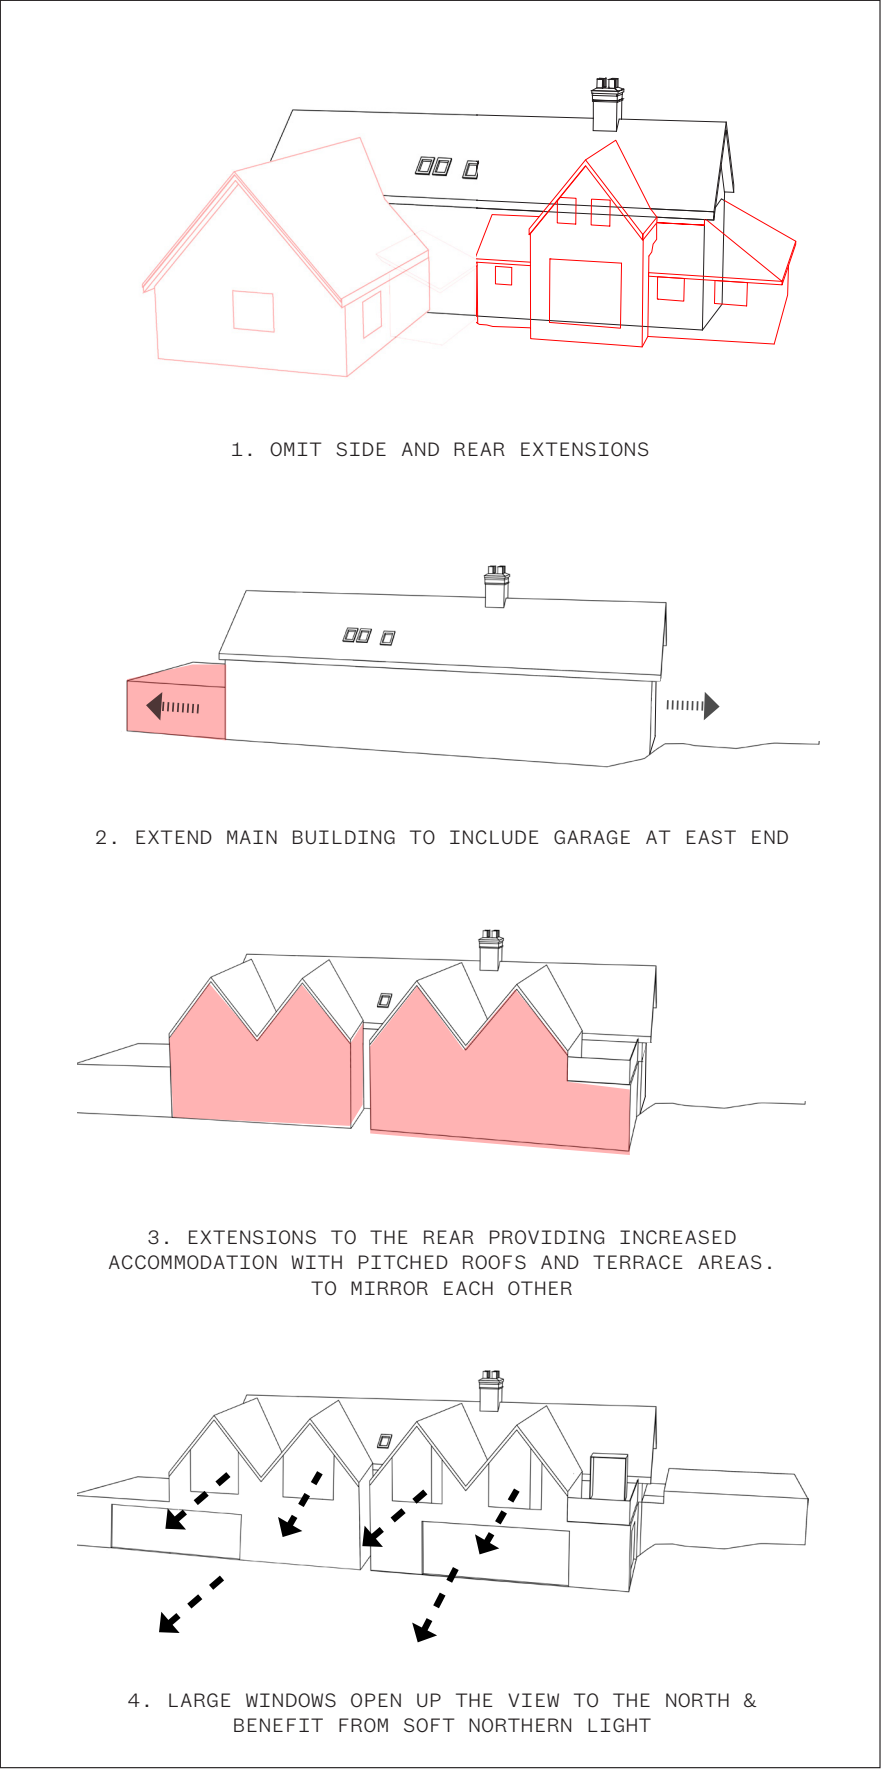 1. OMIT SIDE AND REAR EXTENSIONS
2. EXTEND MAIN BUILDING TO INCLUDE GARAGE AT EAST END
3. EXTENSIONS TO THE REAR PROVIDING INCREASED
ACCOMMODATION WITH PITCHED ROOFS AND TERRACE AREAS.
TO MIRROR EACH OTHER
4. LARGE WINDOWS OPEN UP THE VIEW TO THE NORTH &
BENEFIT FROM SOFT NORTHERN LIGHT